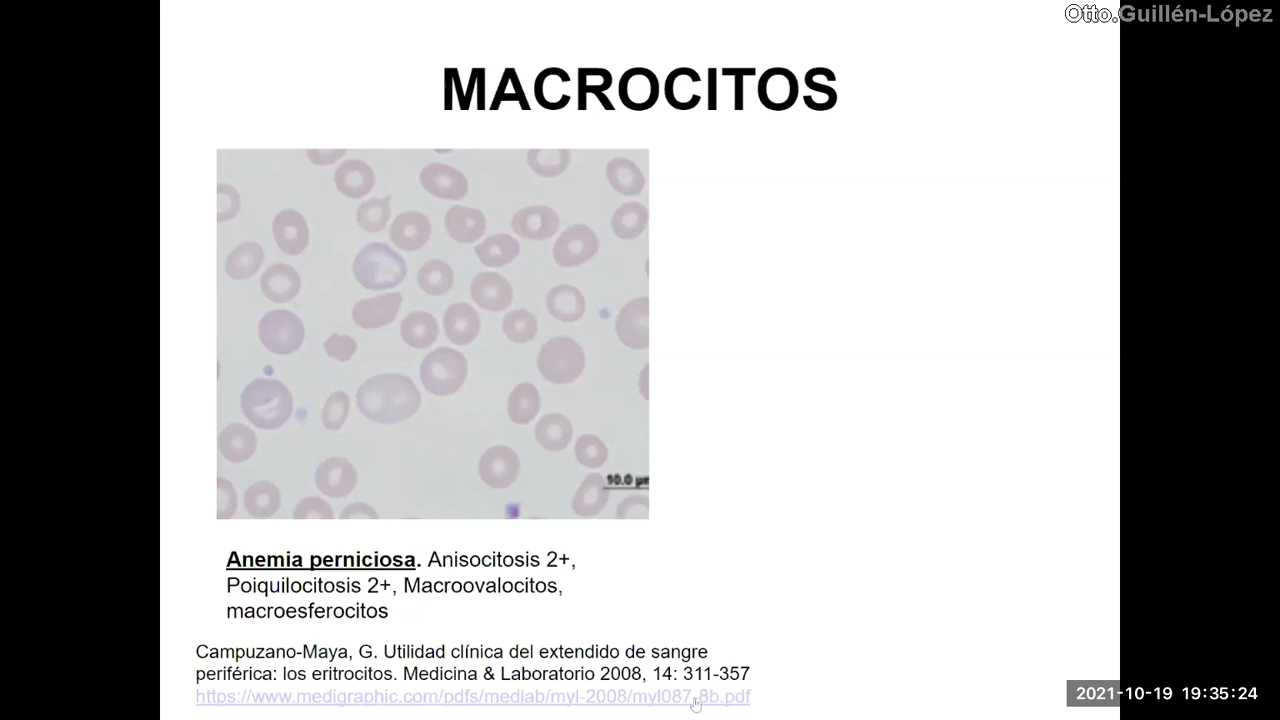 Otto.Guillén-López
MACROCITOS
10.0 µm
Anemia perniciosa. Anisocitosis 2+,
Poiquilocitosis 2+, Macroovalocitos,
macroesferocitos
Campuzano-Maya, G. Utilidad clínica del extendido de sangre
periférica: los eritrocitos. Medicina & Laboratorio 2008, 14: 311-357
https://www.medigraphic.com/pdfs/medlab/myl-2008/myl087-8b.pdf
2021-10-19 19:35:24